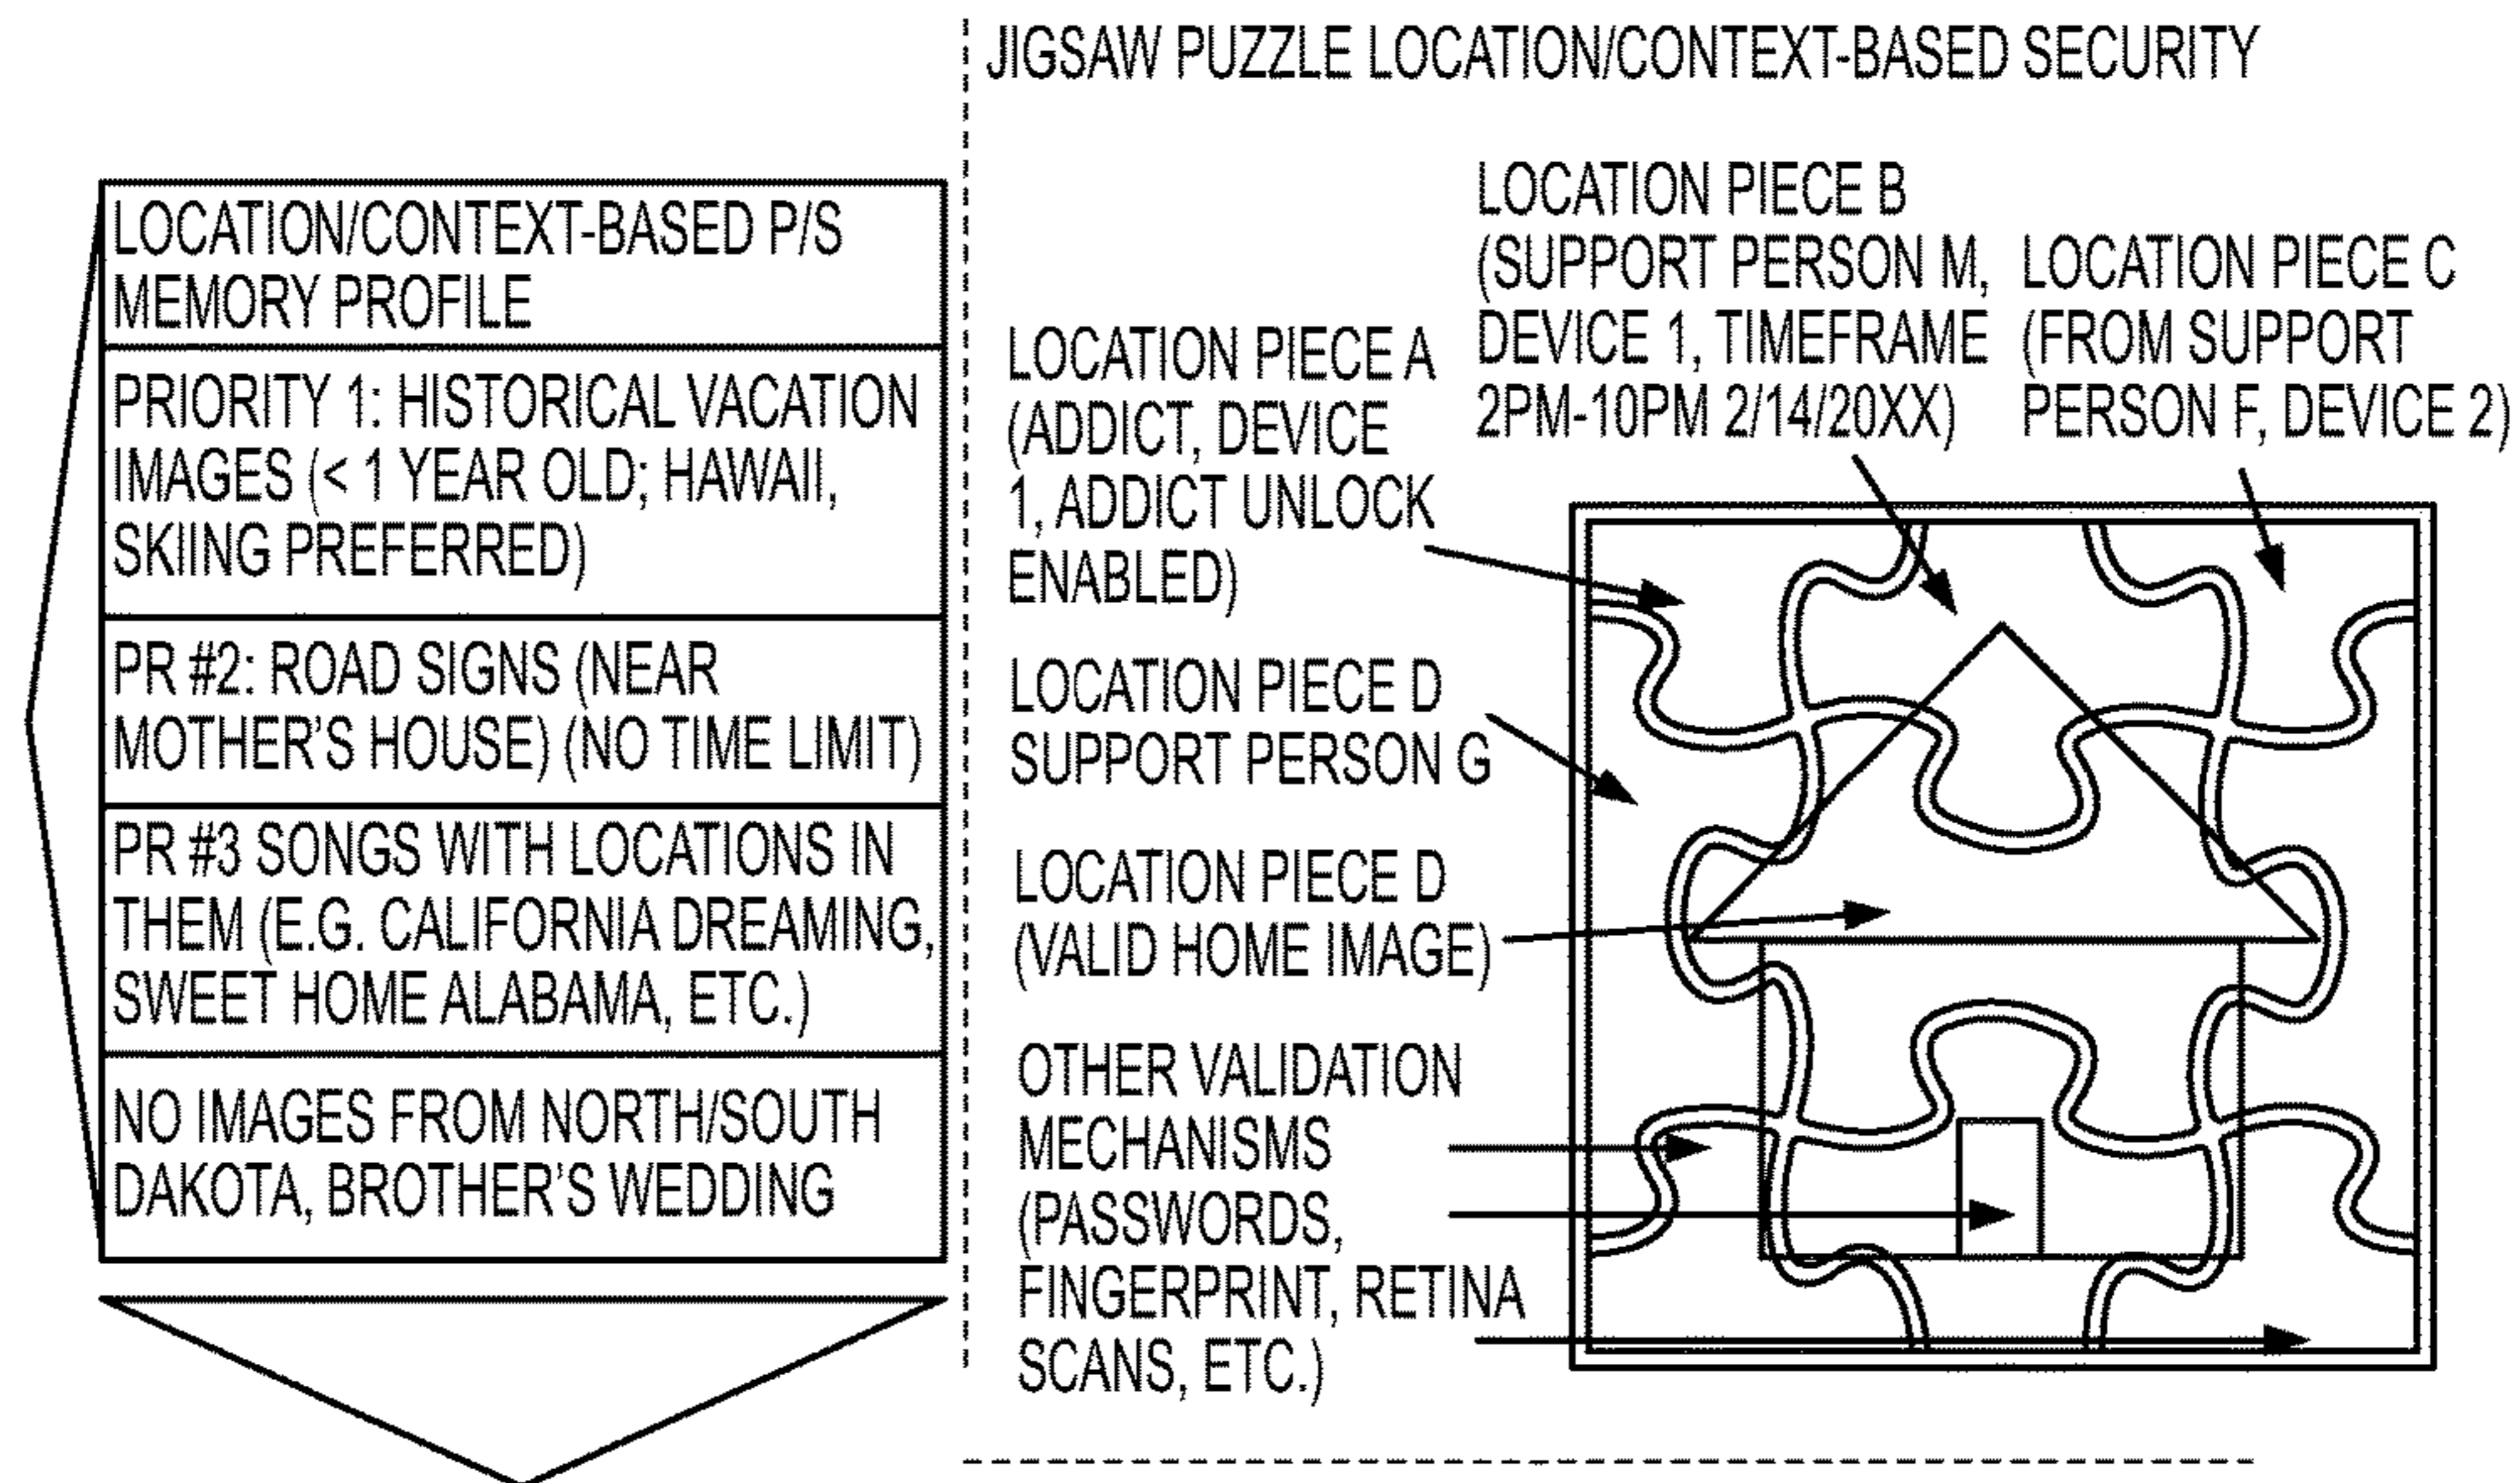 JIGSAW PUZZLE LOCATION/CONTEXT-BASED SECURITY
LOCATION/CONTEXT-BASED P/S
MEMORY PROFILE
PRIORITY 1: HISTORICAL VACATION
IMAGES (< 1 YEAR OLD; HAWAII,
SKIING PREFERRED)
PR #2: ROAD SIGNS (NEAR
MOTHER'S HOUSE) (NO TIME LIMIT)
PR #3 SONGS WITH LOCATIONS IN
THEM (E.G. CALIFORNIA DREAMING,
SWEET HOME ALABAMA, ETC.)
NO IMAGES FROM NORTH/SOUTH
DAKOTA, BROTHER'S WEDDING
LOCATION PIECE A
(ADDICT, DEVICE
1, ADDICT UNLOCK
ENABLED)
LOCATION PIECE B
(SUPPORT PERSON M,
DEVICE 1, TIMEFRAME
2PM-10PM 2/14/20XX)
LOCATION PIECE C
(FROM SUPPORT
PERSON F, DEVICE 2)
LOCATION PIECE D
SUPPORT PERSON G
LOCATION PIECE D
(VALID HOME IMAGE)
OTHER VALIDATION
MECHANISMS
(PASSWORDS,
FINGERPRINT, RETINA
SCANS, ETC.)